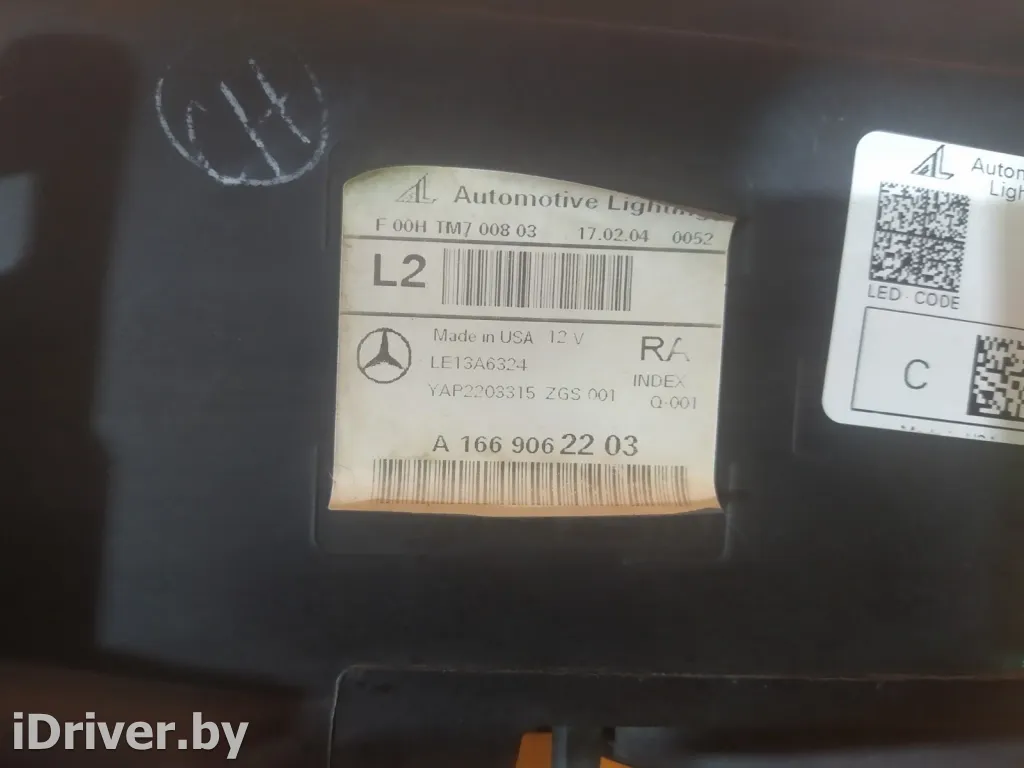 Automotive Lighting
F 00H TM7 008 03 17.02.04 0052
L2
Made in USA 12 V
RA
LE13A6324
INDEX
YAP2203315 ZGS 001
Q-001
A 166 906 22 03
Autom
Ligh
LED - CODE
C
iDriver.by